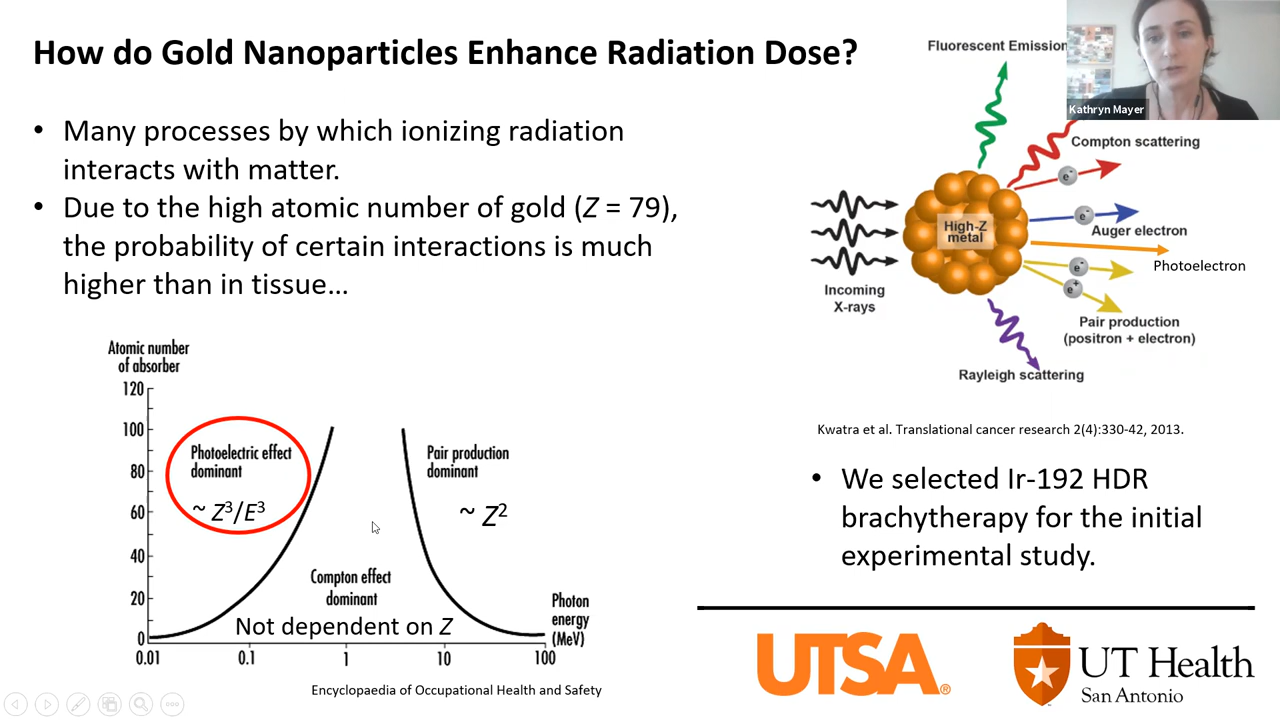 How do Gold Nanoparticles Enhance Radiation Dose?
• Many processes by which ionizing radiation
interacts with matter.
• Due to the high atomic number of gold (Z = 79),
the probability of certain interactions is much
higher than in tissue…
Atomic number
of absorber
120
100
80
60
40
20
0
Photoelectric effect
dominant
~ Z³/E³
Pair production
dominant
~ Z²
Compton effect
dominant
Not dependent on Z
Photon
energy
(MeV)
0.01
0.1
1
10
100
Encyclopaedia of Occupational Health and Safety
Fluorescent Emission
Kathryn Mayer
Compton scattering
e⁻
e⁻
Auger electron
High-Z
metal
Photoelectron
e⁻
e⁺
Incoming
X-rays
Pair production
(positron + electron)
Rayleigh scattering
Kwatra et al. Translational cancer research 2(4):330-42, 2013.
• We selected Ir-192 HDR
brachytherapy for the initial
experimental study.
UTSA®
UT Health
San Antonio